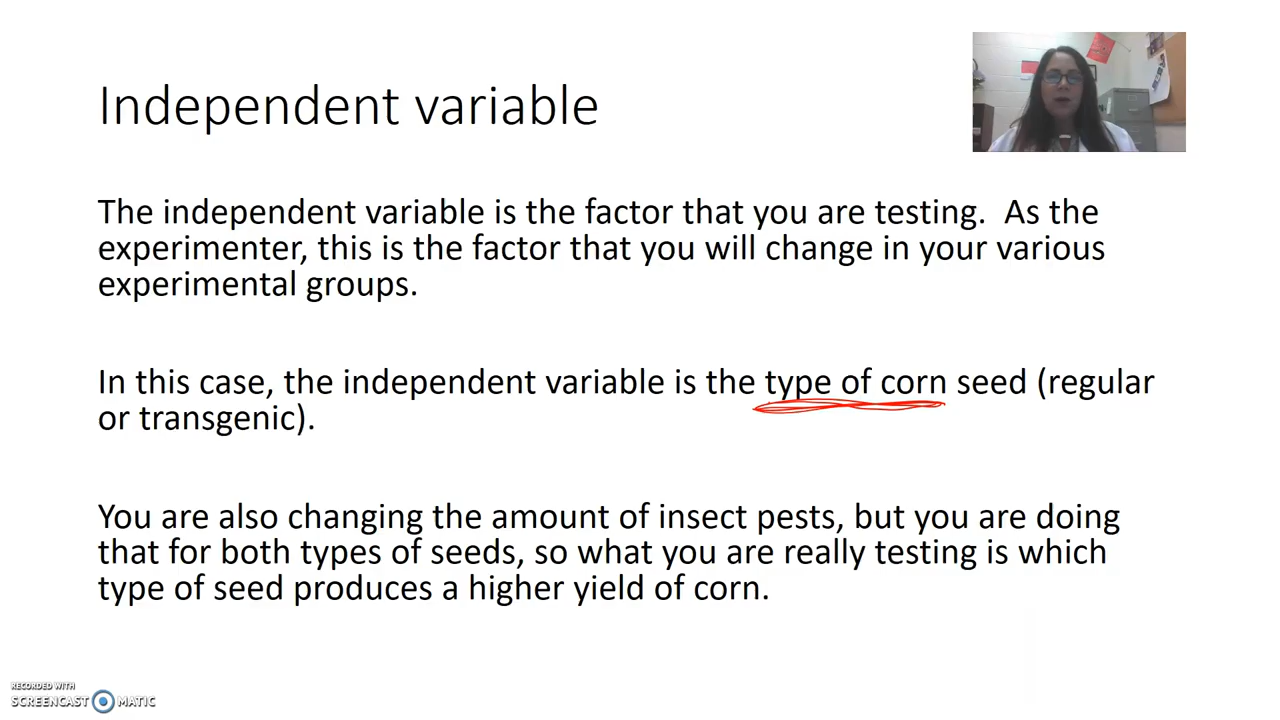 Independent variable
The independent variable is the factor that you are testing.  As the
experimenter, this is the factor that you will change in your various
experimental groups.
In this case, the independent variable is the type of corn seed (regular
or transgenic).
You are also changing the amount of insect pests, but you are doing
that for both types of seeds, so what you are really testing is which
type of seed produces a higher yield of corn.
RECORDED WITH
SCREENCAST MATIC